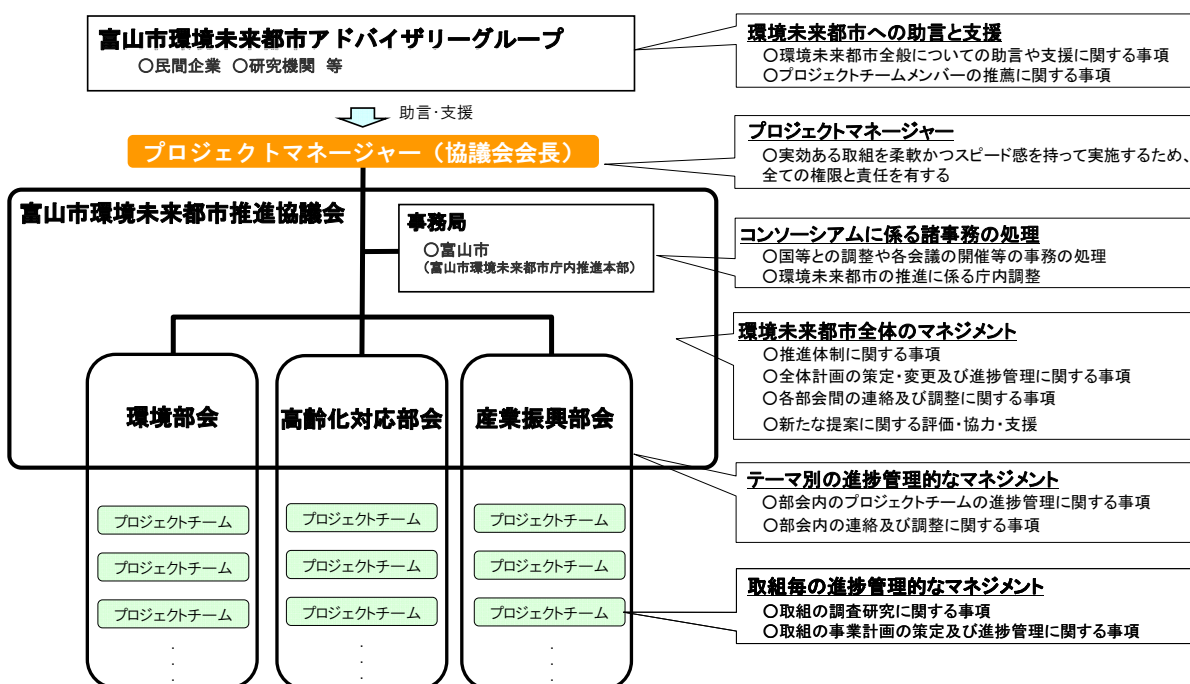 富山市環境未来都市アドバイザリーグループ
○民間企業 ○研究機関 等
助言・支援
プロジェクトマネージャー（協議会会長）
富山市環境未来都市推進協議会
事務局
○富山市
（富山市環境未来都市庁内推進本部）
環境部会
高齢化対応部会
産業振興部会
プロジェクトチーム
プロジェクトチーム
プロジェクトチーム
プロジェクトチーム
プロジェクトチーム
プロジェクトチーム
プロジェクトチーム
プロジェクトチーム
プロジェクトチーム
環境未来都市への助言と支援
○環境未来都市全般についての助言や支援に関する事項
○プロジェクトチームメンバーの推薦に関する事項
プロジェクトマネージャー
○実効ある取組を柔軟かつスピード感を持って実施するため、
全ての権限と責任を有する
コンソーシアムに係る諸事務の処理
○国等との調整や各会議の開催等の事務の処理
○環境未来都市の推進に係る庁内調整
環境未来都市全体のマネジメント
○推進体制に関する事項
○全体計画の策定・変更及び進捗管理に関する事項
○各部会間の連絡及び調整に関する事項
○新たな提案に関する評価・協力・支援
テーマ別の進捗管理的なマネジメント
○部会内のプロジェクトチームの進捗管理に関する事項
○部会内の連絡及び調整に関する事項
取組毎の進捗管理的なマネジメント
○取組の調査研究に関する事項
○取組の事業計画の策定及び進捗管理に関する事項